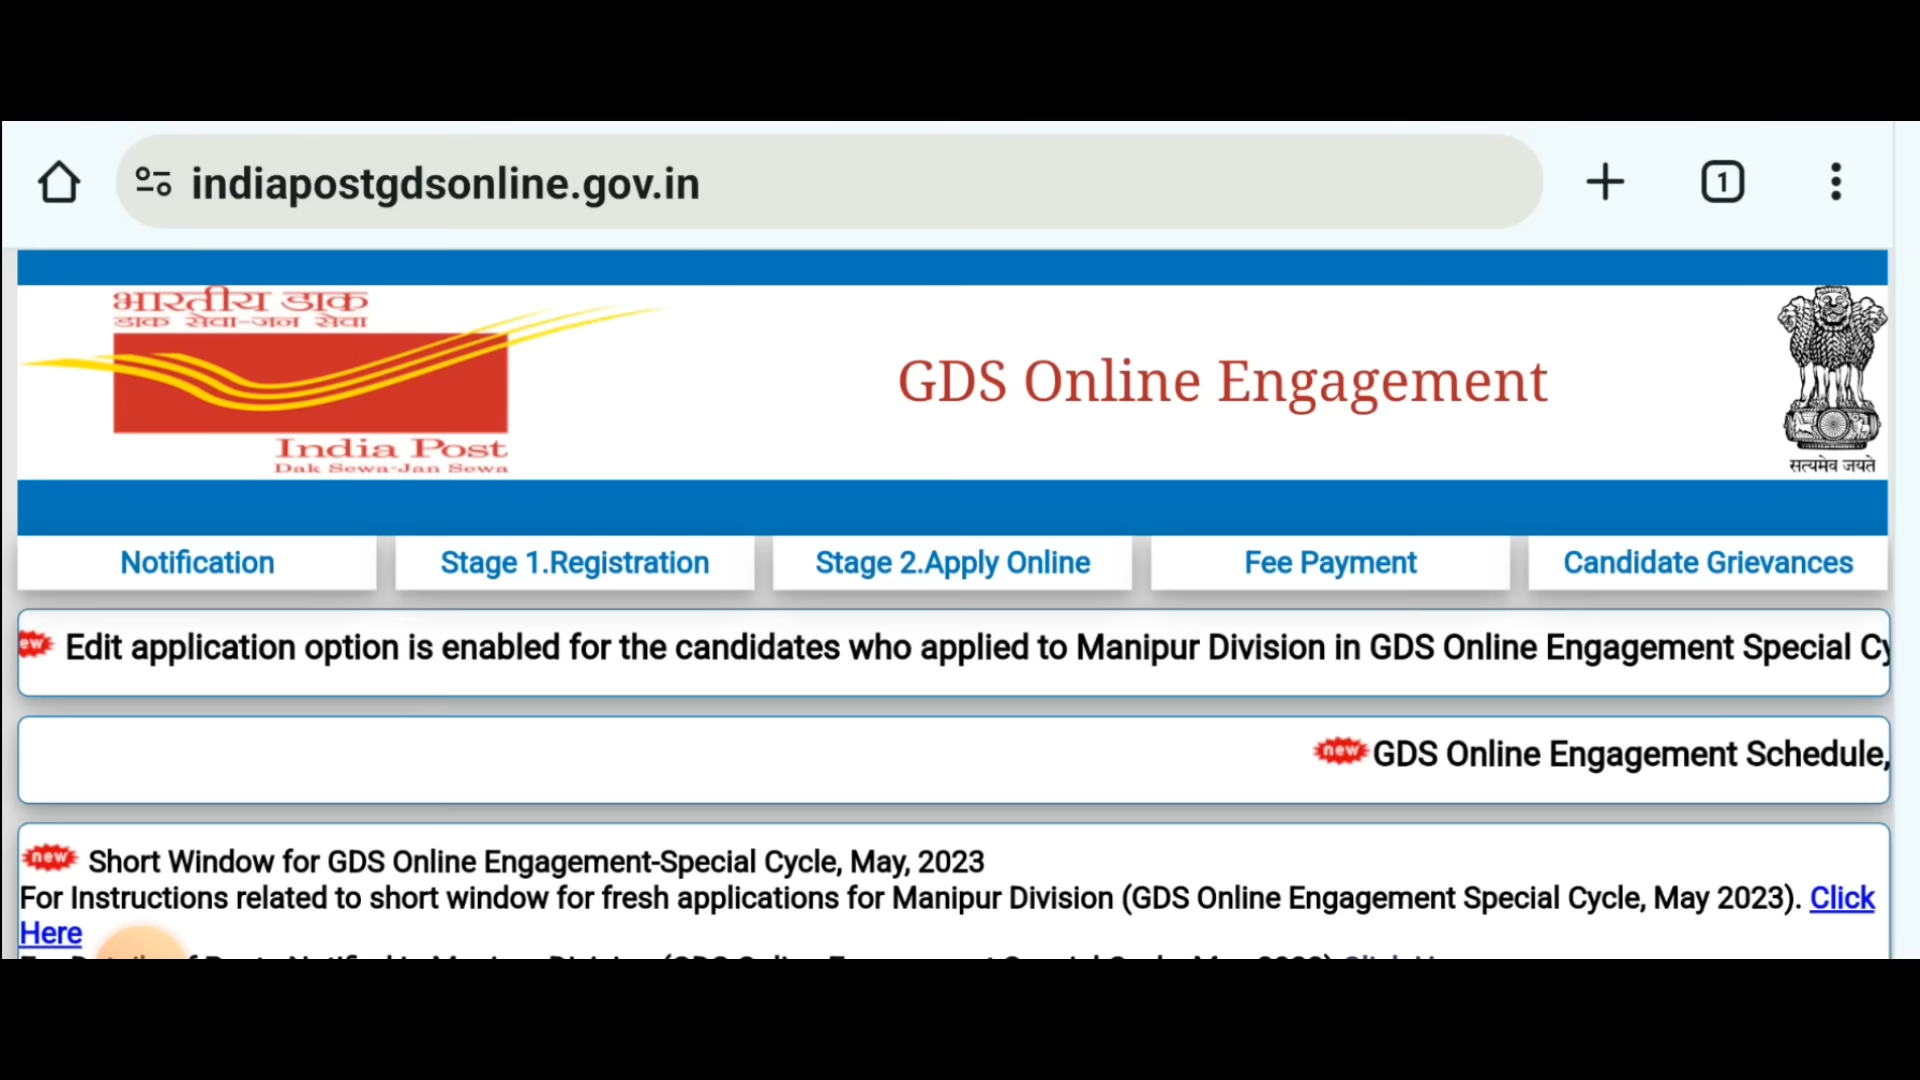 indiapostgdsonline.gov.in
1
भारतीय डाक
डाक सेवा-जन सेवा
India Post
Dak Sewa-Jan Sewa
GDS Online Engagement
सत्यमेव जयते
Notification
Stage 1.Registration
Stage 2.Apply Online
Fee Payment
Candidate Grievances
Edit application option is enabled for the candidates who applied to Manipur Division in GDS Online Engagement Special
new GDS Online Engagement Schedule,
new Short Window for GDS Online Engagement-Special Cycle, May, 2023
For Instructions related to short window for fresh applications for Manipur Division (GDS Online Engagement Special Cycle, May 2023). Click
Here